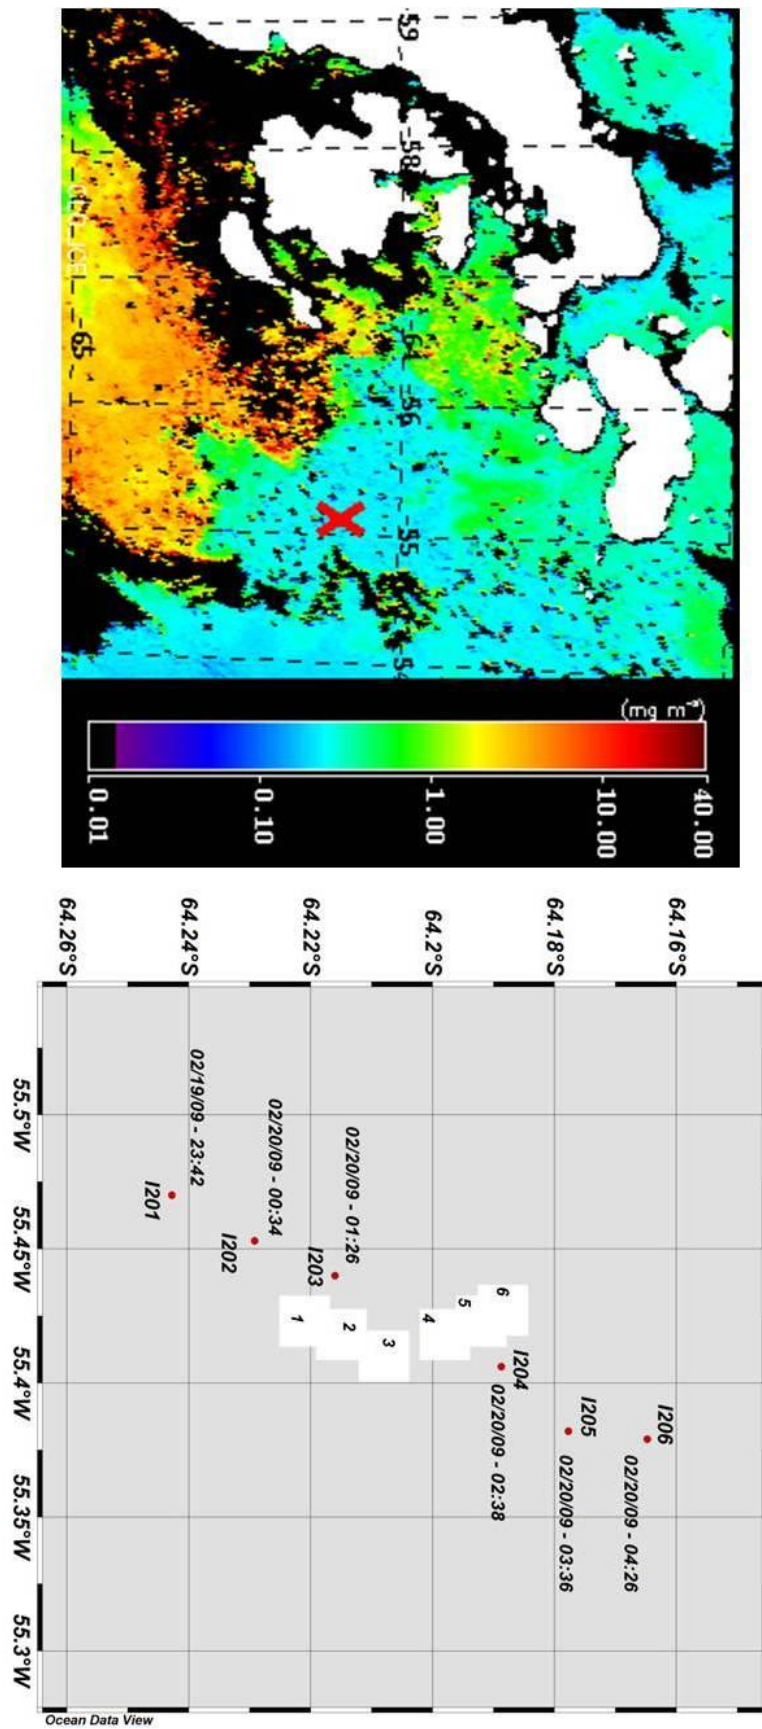 -59
-58
-56
-55
-54
-65
(mg m⁻³)
0.01
0.10
1.00
10.00
40.00
64.26°S
64.24°S
64.22°S
64.2°S
64.18°S
64.16°S
55.5°W
55.45°W
55.4°W
55.35°W
55.3°W
02/19/09 - 23:42
I201
02/20/09 - 00:34
I202
02/20/09 - 01:26
I203
1
2
3
4
5
6
I204
02/20/09 - 02:38
I205
02/20/09 - 03:36
I206
02/20/09 - 04:26
Ocean Data View